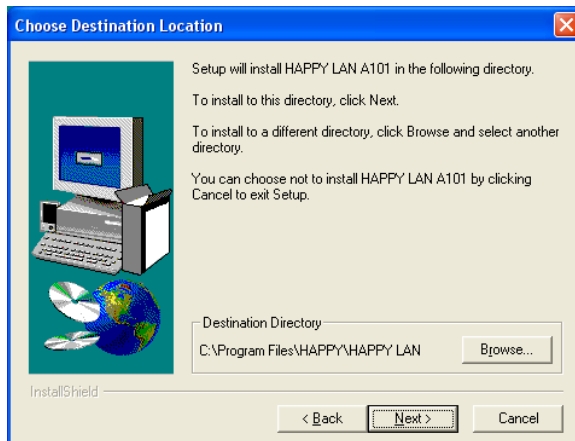 Choose Destination Location
Setup will install HAPPY LAN A101 in the following directory.
To install to this directory, click Next.
To install to a different directory, click Browse and select another
directory.
You can choose not to install HAPPY LAN A101 by clicking
Cancel to exit Setup.
Destination Directory
C:\Program Files\HAPPY\HAPPY LAN
Browse...
InstallShield
< Back
Next >
Cancel